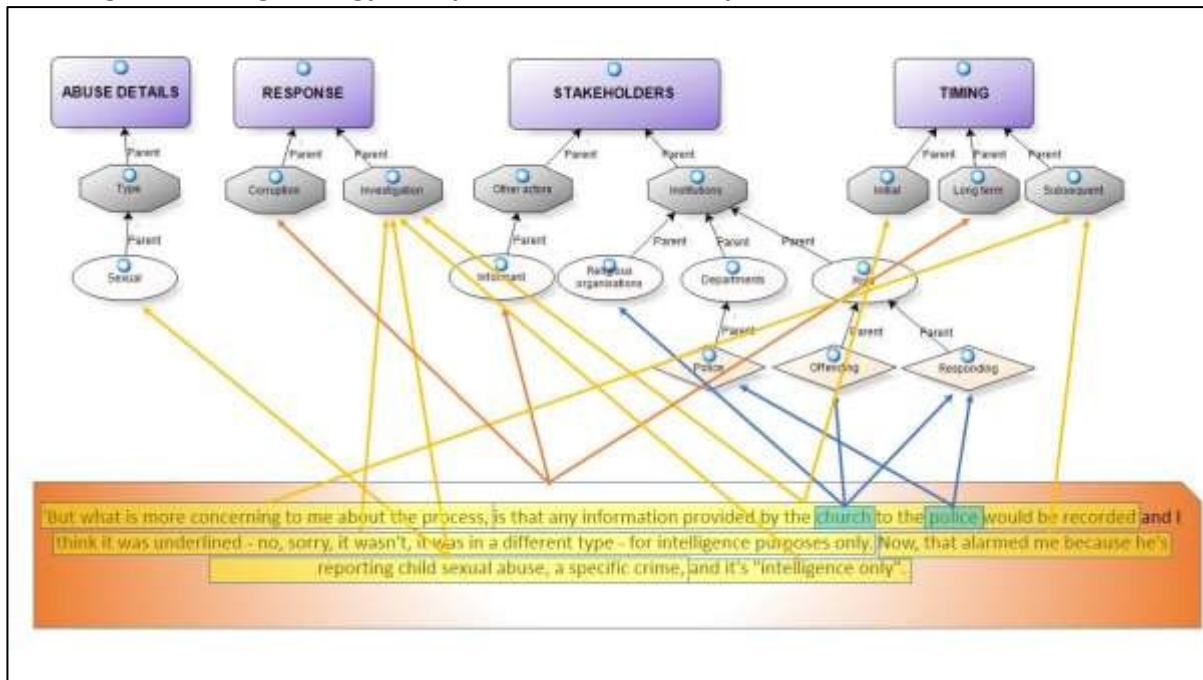 ABUSE DETAILS RESPONSE STAKEHOLDERS TIMING
Parent Parent Parent Parent Parent Parent Parent Parent
Type Corruption Investigation Other actors Institutions Initial Long term Subsequent
Parent Parent Parent Parent Parent
Sexual Informant Religious organisations Departments
Parent Parent Parent
Police Offending Responding
"But what is more concerning to me about the process, is that any information provided by the church to the police would be recorded and I
think it was underlined - no, sorry, it wasn't, it was in a different type - for intelligence purposes only. Now, that alarmed me because he's
reporting child sexual abuse, a specific crime, and it's "intelligence only".